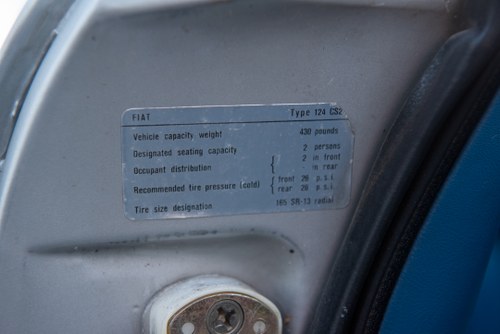 FIAT Type 124 CS2
Vehicle capacity weight 430 pounds
Designated seating capacity 2 persons
Occupant distribution { 2 in front
- in rear
Recommended tire pressure (cold) { front 26 p.s.i.
rear 26 p.s.i.
Tire size designation 165 SR-13 radial